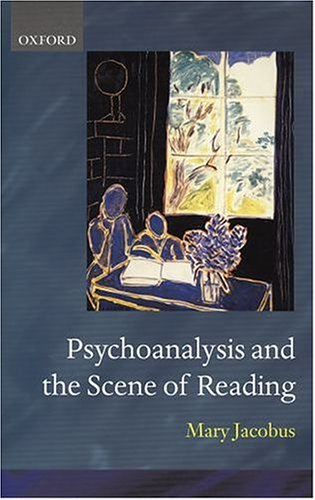 OXFORD
Psychoanalysis and
the Scene of Reading
Mary Jacobus